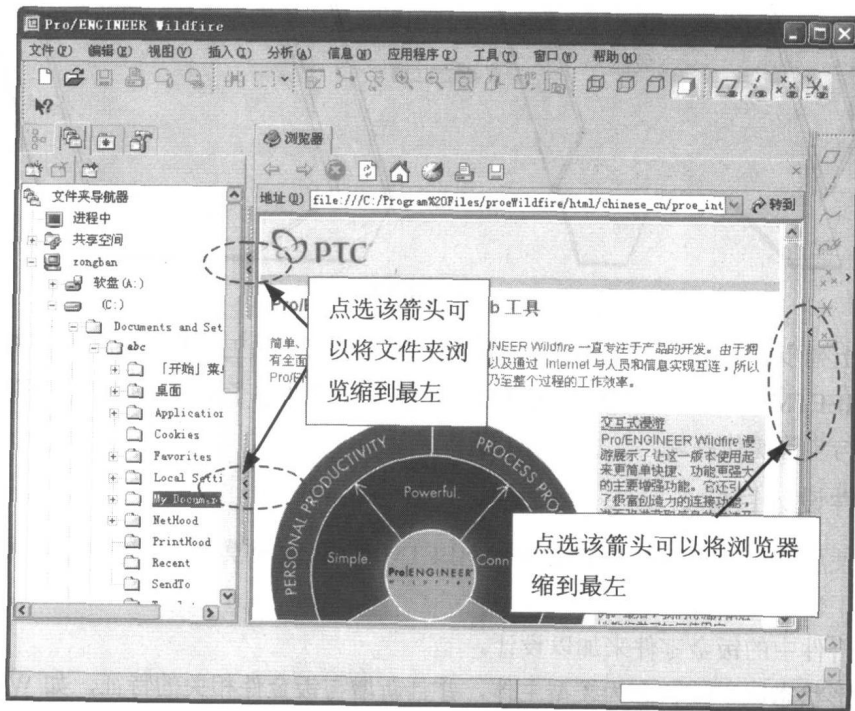 Pro/ENGINEER Wildfire
文件(F) 编辑(E) 视图(V) 插入(I) 分析(A) 信息(N) 应用程序(P) 工具(T) 窗口(W) 帮助(H)
浏览器
地址(D) file:///C:/Program%20Files/proeWildfire/html/chinese_cn/proe_int 转到
文件夹导航器
进程中
共享空间
rongban
软盘(A:)
(C:)
Documents and Set
abc
「开始」菜
桌面
Application
Cookies
Favorites
Local Setti
My Documen
NetHood
PrintHood
Recent
SendTo
PTC
Pro/E
b 工具
简单、
NEER Wildfire 一直专注于产品的开发。由于拥
有全面
以及通过 Internet 与人员和信息实现互连，所以
Pro/EN
乃至整个过程的工作效率。
点选该箭头可
以将文件夹浏
览缩到最左
PERSONAL PRODUCTIVITY
PROCESS PRO
Powerful.
Simple.
Conn
Pro/ENGINEER
WILDFIRE
交互式漫游
Pro/ENGINEER Wildfire 漫
游展示了让这一版本使用起
来更简单快捷、功能更强大
的主要增强功能。它还引入
了极富创造力的连接功能，
点选该箭头可以将浏览器
缩到最左